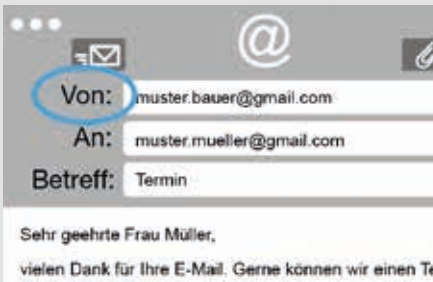 @
Von: muster.bauer@gmail.com
An: muster.mueller@gmail.com
Betreff: Termin
Sehr geehrte Frau Müller,
vielen Dank für Ihre E-Mail. Gerne können wir einen Te